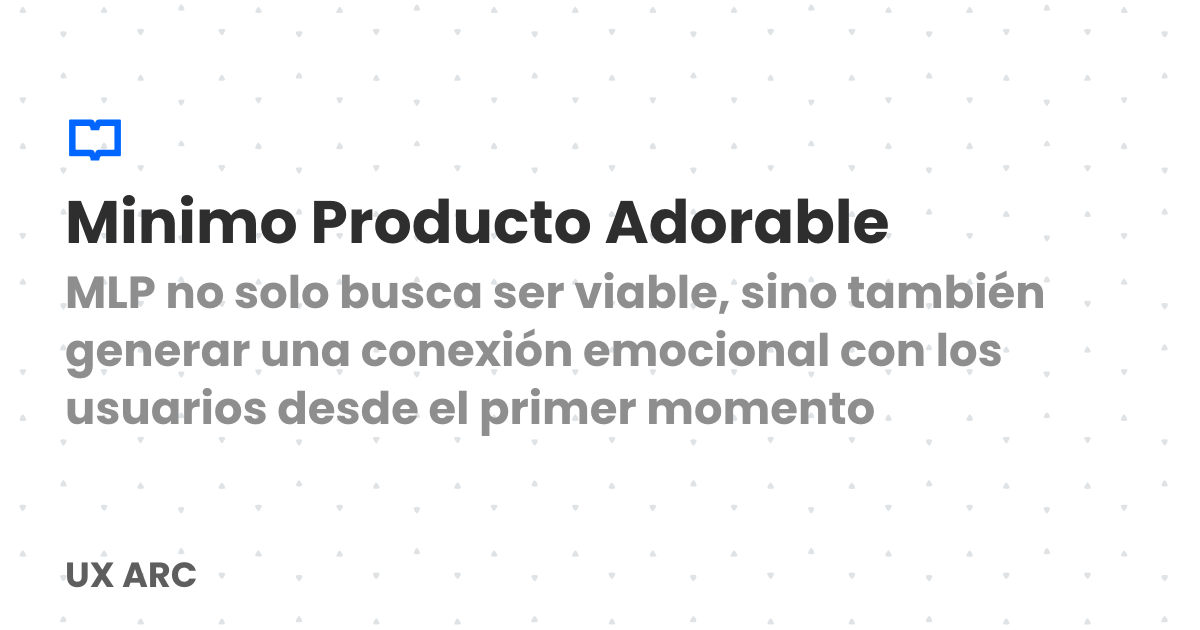 Minimo Producto Adorable
MLP no solo busca ser viable, sino también
generar una conexión emocional con los
usuarios desde el primer momento
UX ARC